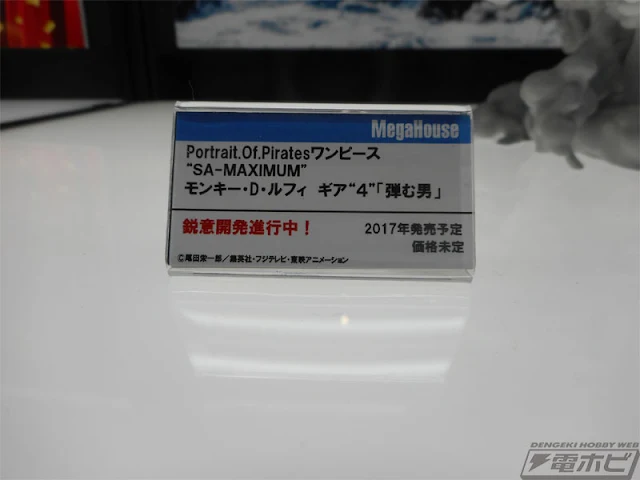 MegaHouse
Portrait.Of.Piratesワンピース
“SA-MAXIMUM”
モンキー・D・ルフィ ギア“4”「弾む男」
鋭意開発進行中！
2017年発売予定
価格未定
©尾田栄一郎／集英社・フジテレビ・東映アニメーション
DENGEKI HOBBY WEB
電ホビ